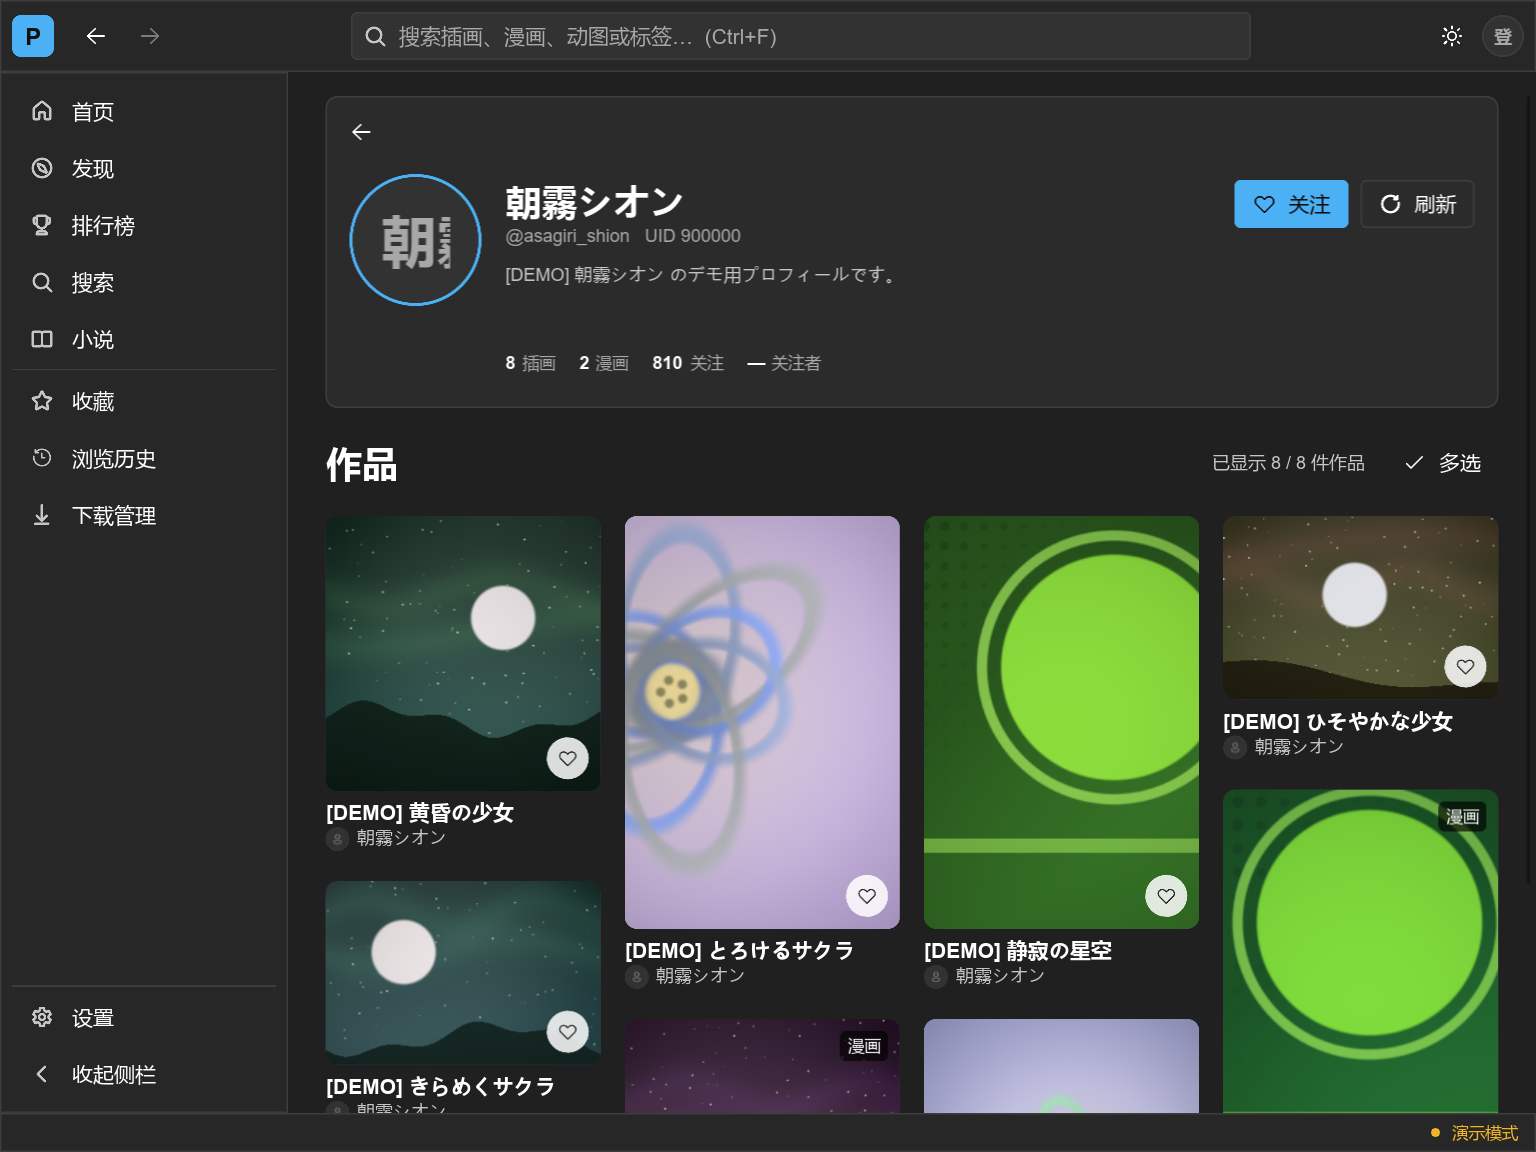 P
搜索插画、漫画、动图或标签… (Ctrl+F)
登
首页
发现
排行榜
搜索
小说
收藏
浏览历史
下载管理
设置
收起侧栏
朝
朝霧シオン
@asagiri_shion UID 900000
[DEMO] 朝霧シオン のデモ用プロフィールです。
8 插画 2 漫画 810 关注 — 关注者
关注
刷新
作品
已显示 8 / 8 件作品
多选
[DEMO] 黄昏の少女
朝霧シオン
[DEMO] きらめくサクラ
朝霧シオン
[DEMO] とろけるサクラ
朝霧シオン
漫画
[DEMO] 静寂の星空
朝霧シオン
[DEMO] ひそやかな少女
朝霧シオン
漫画
演示模式